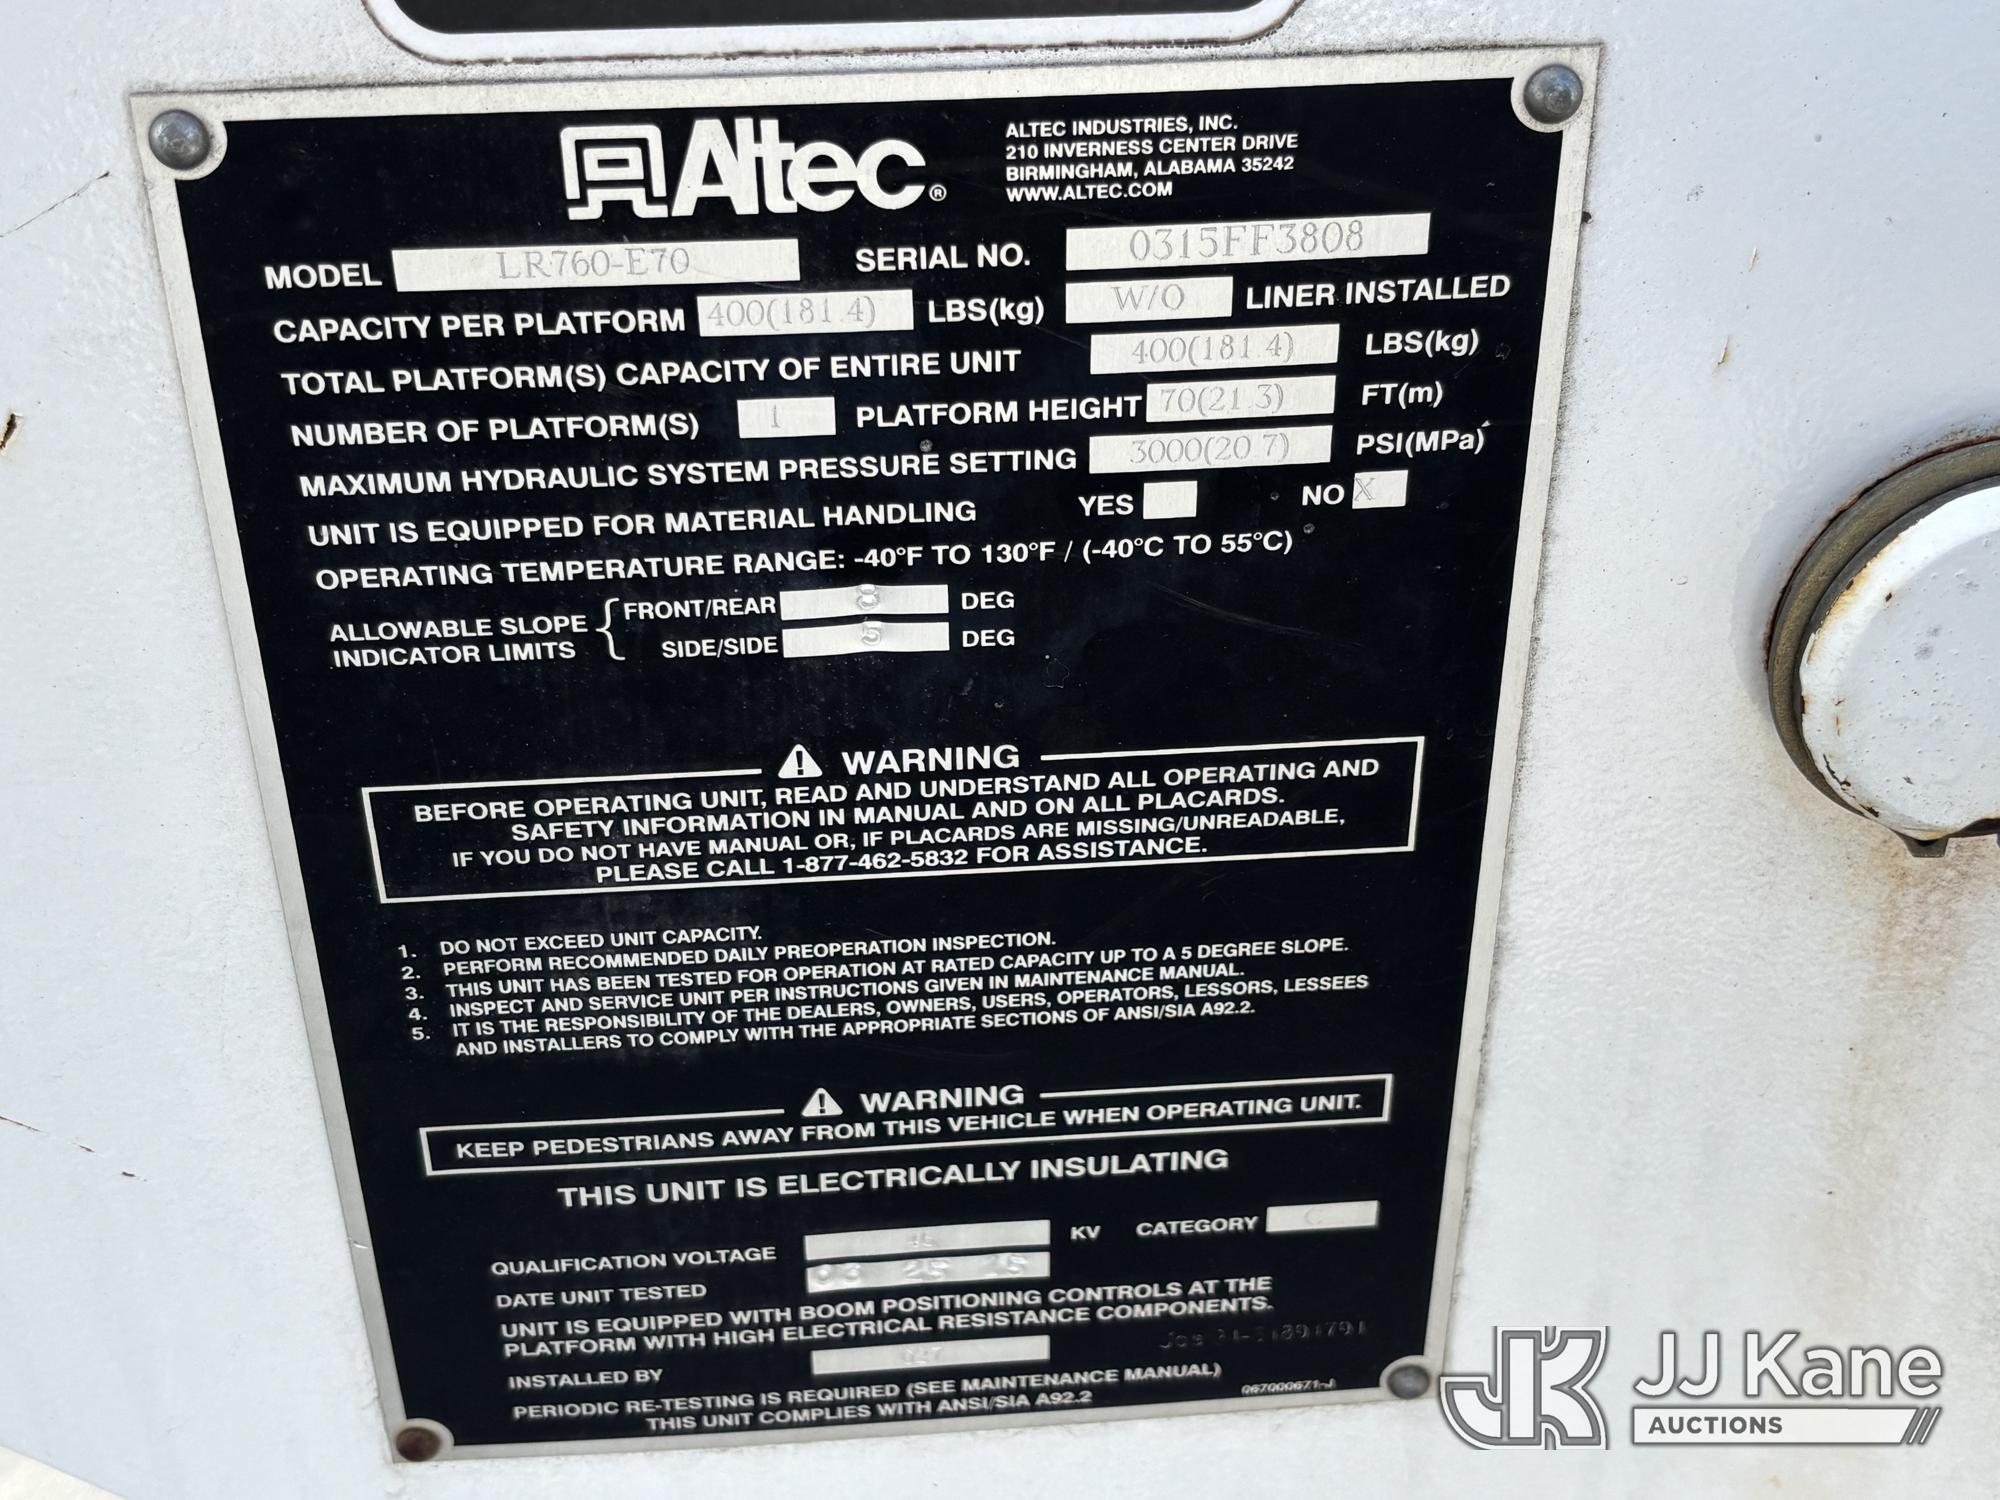 Altec®
ALTEC INDUSTRIES, INC.
210 INVERNESS CENTER DRIVE
BIRMINGHAM, ALABAMA 35242
WWW.ALTEC.COM
MODEL LR760-E70 SERIAL NO. 0315FF3808
CAPACITY PER PLATFORM 400(181.4) LBS(kg) W/O LINER INSTALLED
TOTAL PLATFORM(S) CAPACITY OF ENTIRE UNIT 400(181.4) LBS(kg)
NUMBER OF PLATFORM(S) 1 PLATFORM HEIGHT 70(21.3) FT(m)
MAXIMUM HYDRAULIC SYSTEM PRESSURE SETTING 3000(20.7) PSI(MPa)
UNIT IS EQUIPPED FOR MATERIAL HANDLING YES NO X
OPERATING TEMPERATURE RANGE: -40°F TO 130°F / (-40°C TO 55°C)
ALLOWABLE SLOPE INDICATOR LIMITS
FRONT/REAR 8 DEG
SIDE/SIDE 5 DEG
⚠ WARNING
BEFORE OPERATING UNIT, READ AND UNDERSTAND ALL OPERATING AND
SAFETY INFORMATION IN MANUAL AND ON ALL PLACARDS.
IF YOU DO NOT HAVE MANUAL OR, IF PLACARDS ARE MISSING/UNREADABLE,
PLEASE CALL 1-877-462-5832 FOR ASSISTANCE.
1. DO NOT EXCEED UNIT CAPACITY.
2. PERFORM RECOMMENDED DAILY PREOPERATION INSPECTION.
3. THIS UNIT HAS BEEN TESTED FOR OPERATION AT RATED CAPACITY UP TO A 5 DEGREE SLOPE.
4. INSPECT AND SERVICE UNIT PER INSTRUCTIONS GIVEN IN MAINTENANCE MANUAL.
5. IT IS THE RESPONSIBILITY OF THE DEALERS, OWNERS, USERS, OPERATORS, LESSORS, LESSEES
AND INSTALLERS TO COMPLY WITH THE APPROPRIATE SECTIONS OF ANSI/SIA A92.2.
⚠ WARNING
KEEP PEDESTRIANS AWAY FROM THIS VEHICLE WHEN OPERATING UNIT.
THIS UNIT IS ELECTRICALLY INSULATING
QUALIFICATION VOLTAGE 46 KV CATEGORY C
DATE UNIT TESTED 03 25 15
UNIT IS EQUIPPED WITH BOOM POSITIONING CONTROLS AT THE
PLATFORM WITH HIGH ELECTRICAL RESISTANCE COMPONENTS.
INSTALLED BY
PERIODIC RE-TESTING IS REQUIRED (SEE MAINTENANCE MANUAL)
THIS UNIT COMPLIES WITH ANSI/SIA A92.2
067000671-J
JK JJ Kane
AUCTIONS